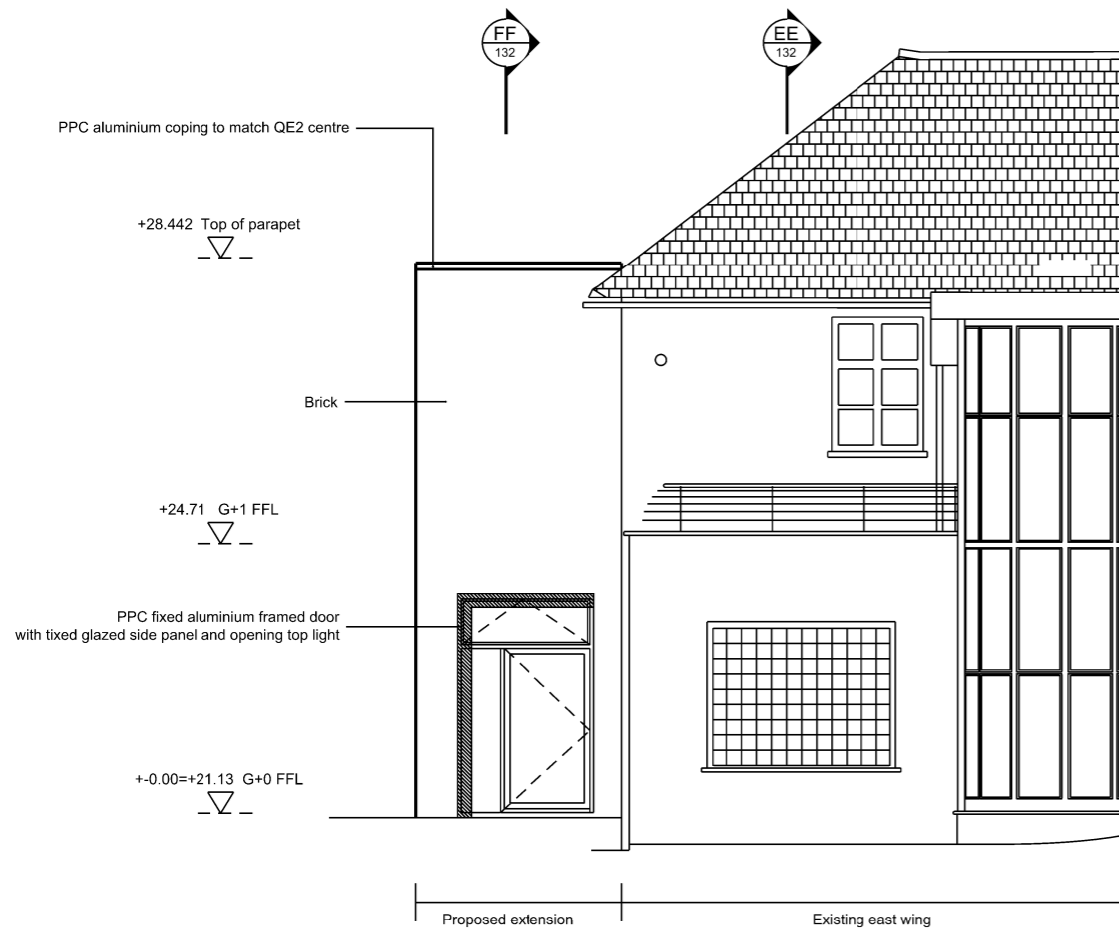 FF
132
EE
132
PPC aluminium coping to match QE2 centre
+28.442 Top of parapet
Brick
+24.71 G+1 FFL
PPC fixed aluminium framed door
with tixed glazed side panel and opening top light
+-0.00=+21.13 G+0 FFL
Proposed extension
Existing east wing